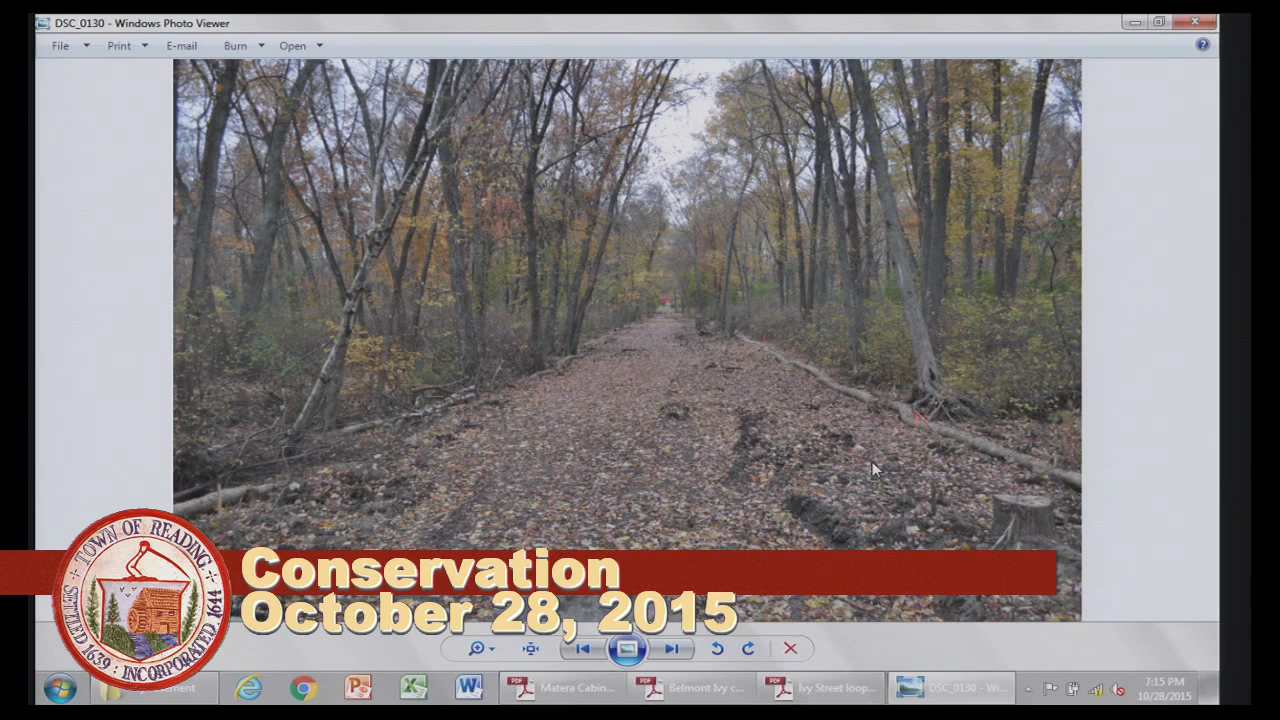 DSC_0130 - Windows Photo Viewer
File Print E-mail Burn Open
TOWN OF READING
SETTLED 1639 : INCORPORATED 1644
Conservation
October 28, 2015
Matera Cabin...
Belmont Ivy c...
Ivy Street loop...
DSC_0130 - Wi...
7:15 PM
10/28/2015